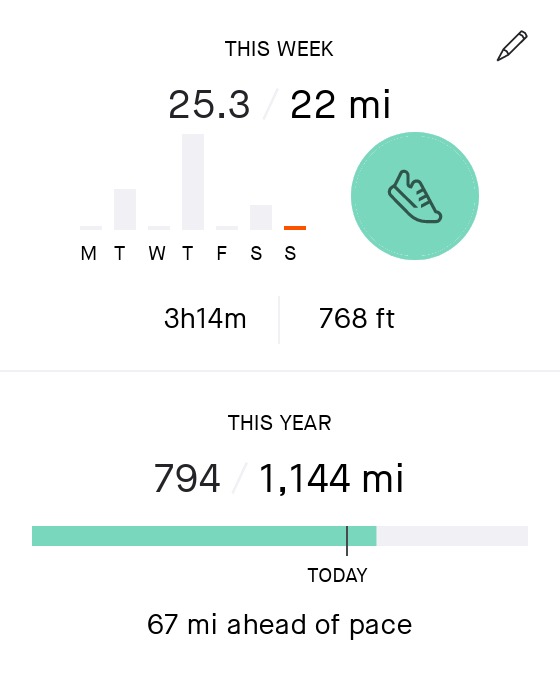 THIS WEEK
25.3 / 22 mi
M T W T F S S
3h14m 768 ft
THIS YEAR
794 / 1,144 mi
TODAY
67 mi ahead of pace